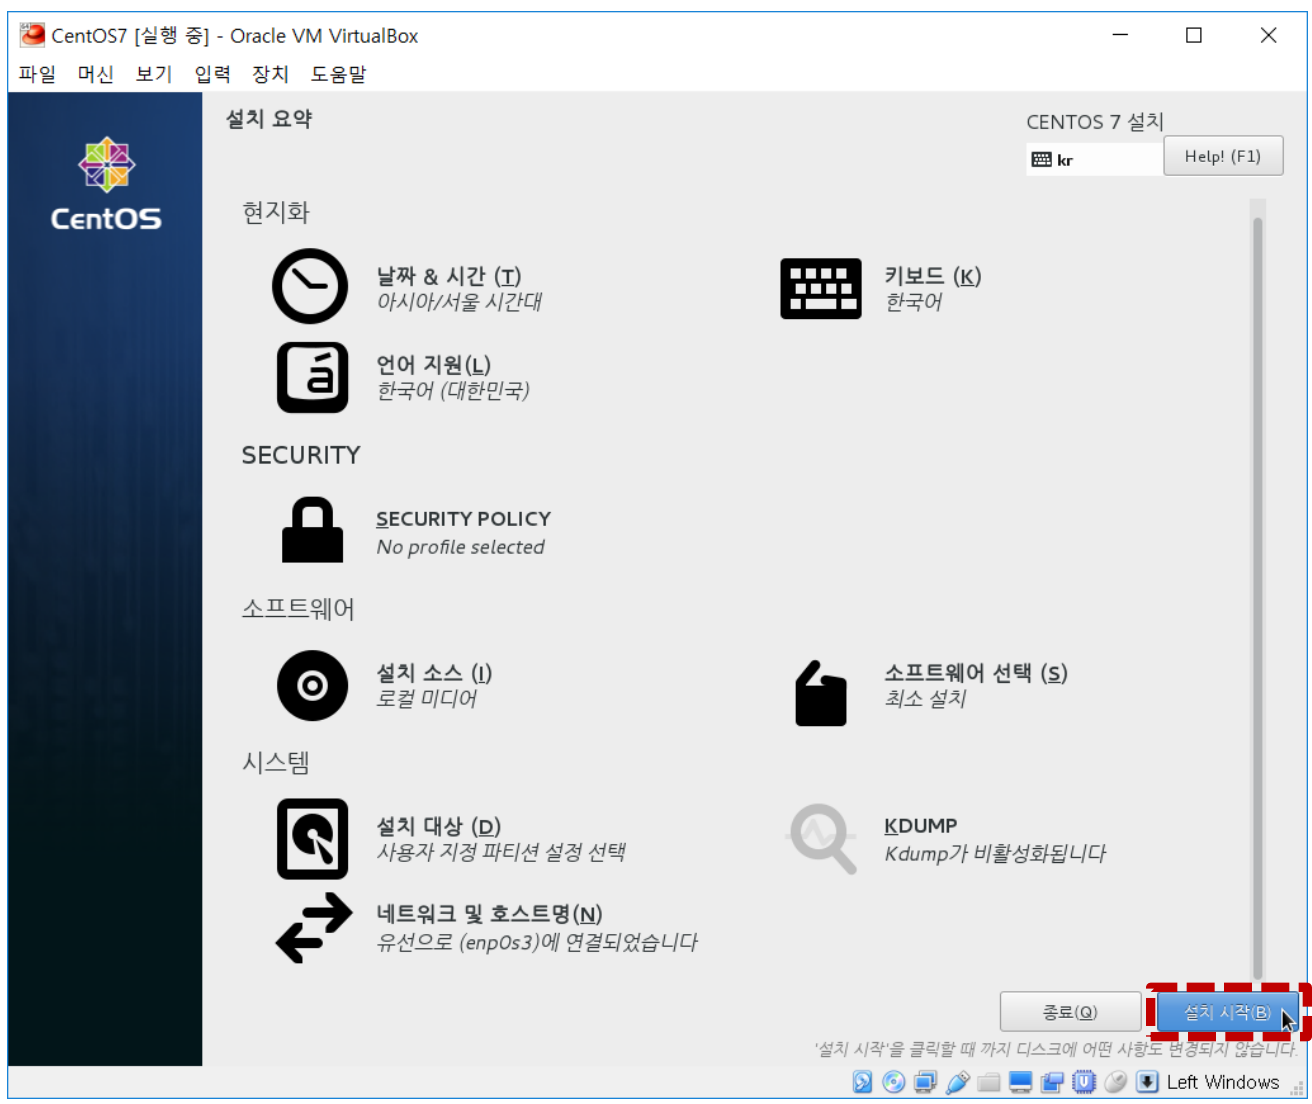 CentOS7 [실행 중] - Oracle VM VirtualBox
파일 머신 보기 입력 장치 도움말
설치 요약
CENTOS 7 설치
kr
Help! (F1)
CentOS
현지화
날짜 & 시간 (T)
아시아/서울 시간대
키보드 (K)
한국어
언어 지원(L)
한국어 (대한민국)
SECURITY
SECURITY POLICY
No profile selected
소프트웨어
설치 소스 (I)
로컬 미디어
소프트웨어 선택 (S)
최소 설치
시스템
설치 대상 (D)
사용자 지정 파티션 설정 선택
KDUMP
Kdump가 비활성화됩니다
네트워크 및 호스트명(N)
유선으로 (enp0s3)에 연결되었습니다
종료(Q)
설치 시작(B)
'설치 시작'을 클릭할 때 까지 디스크에 어떤 사항도 변경되지 않습니다.
Left Windows